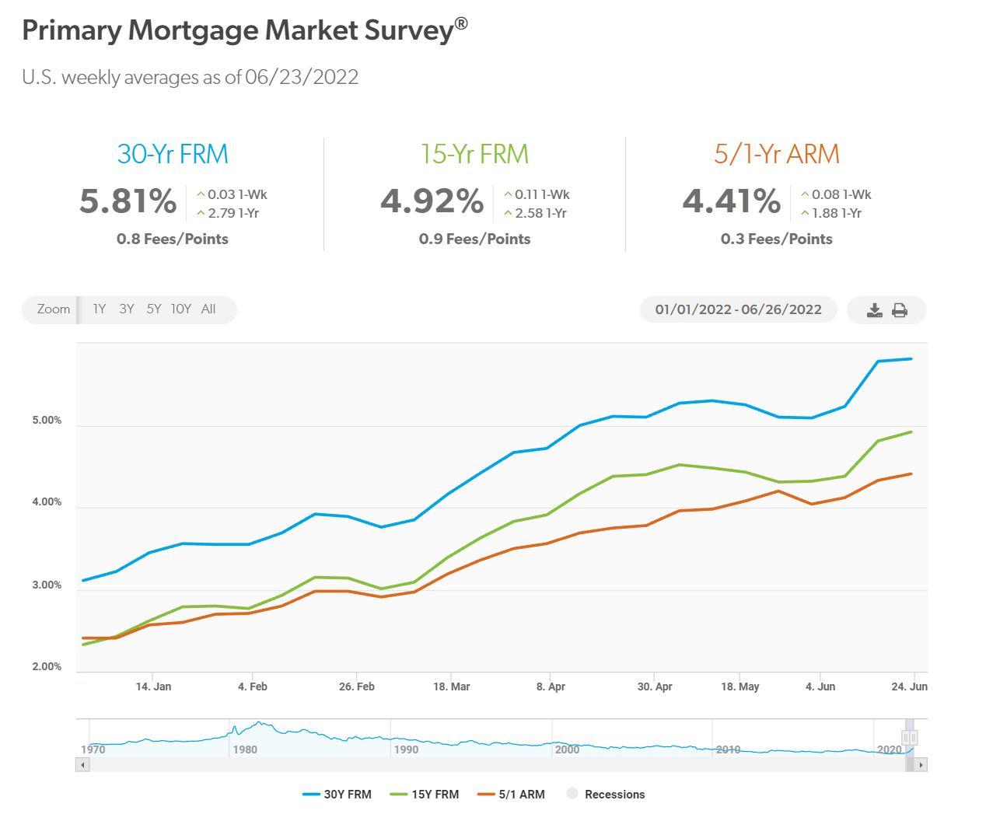 Primary Mortgage Market Survey®
U.S. weekly averages as of 06/23/2022
30-Yr FRM
5.81%
0.03 1-Wk
2.79 1-Yr
0.8 Fees/Points
15-Yr FRM
4.92%
0.11 1-Wk
2.58 1-Yr
0.9 Fees/Points
5/1-Yr ARM
4.41%
0.08 1-Wk
1.88 1-Yr
0.3 Fees/Points
Zoom 1Y 3Y 5Y 10Y All
01/01/2022 - 06/26/2022
5.00%
4.00%
3.00%
2.00%
14. Jan 4. Feb 26. Feb 18. Mar 8. Apr 30. Apr 18. May 4. Jun 24. Jun
1970 1980 1990 2000 2010 2020
30Y FRM 15Y FRM 5/1 ARM Recessions